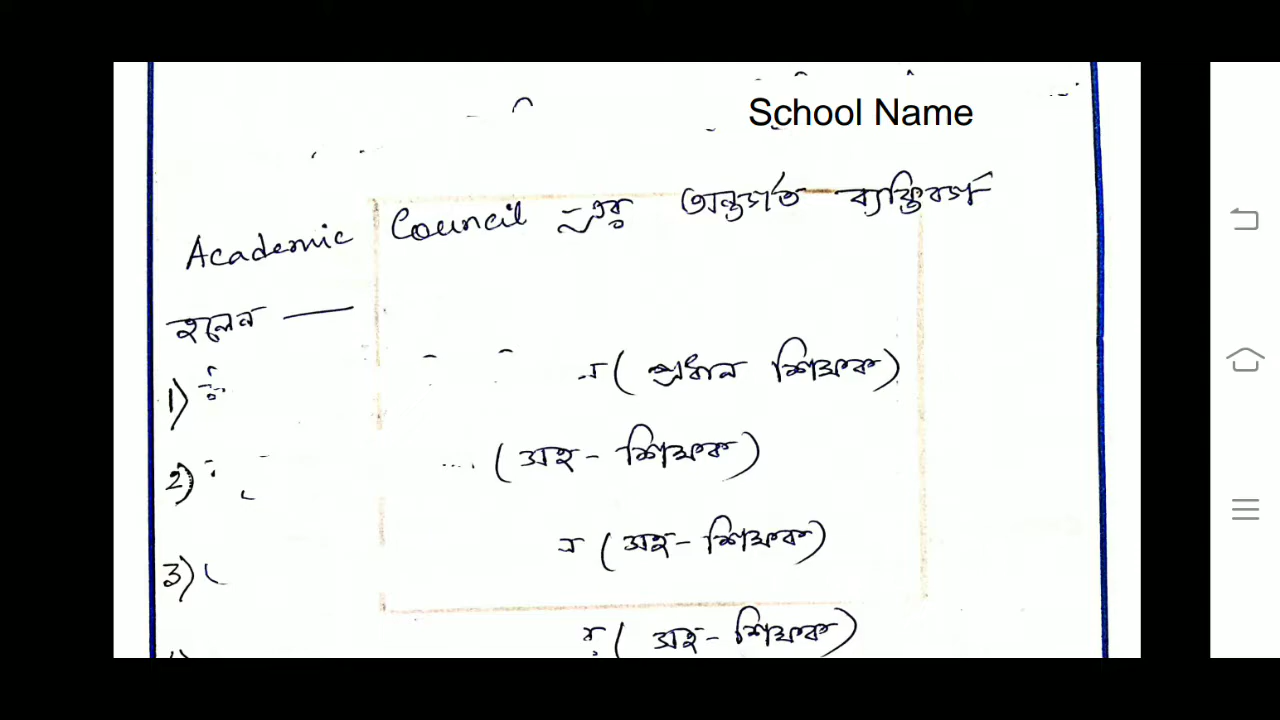 School Name
Academic Council এর অন্তর্গত ব্যক্তিবর্গ
হলেন —
1) (প্রধান শিক্ষক)
2) (সহ - শিক্ষক)
3) (সহ - শিক্ষক)
(সহ - শিক্ষক)